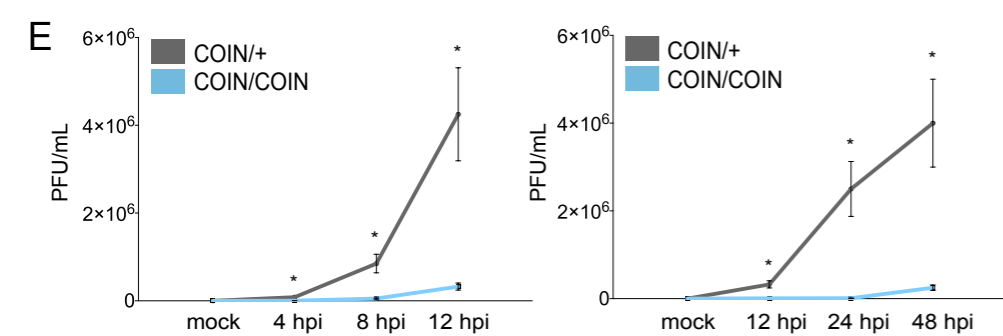 E
6×10⁶
4×10⁶
2×10⁶
0
PFU/mL
COIN/+
COIN/COIN
*
*
*
mock 4 hpi 8 hpi 12 hpi
6×10⁶
4×10⁶
2×10⁶
0
PFU/mL
COIN/+
COIN/COIN
*
*
*
mock 12 hpi 24 hpi 48 hpi